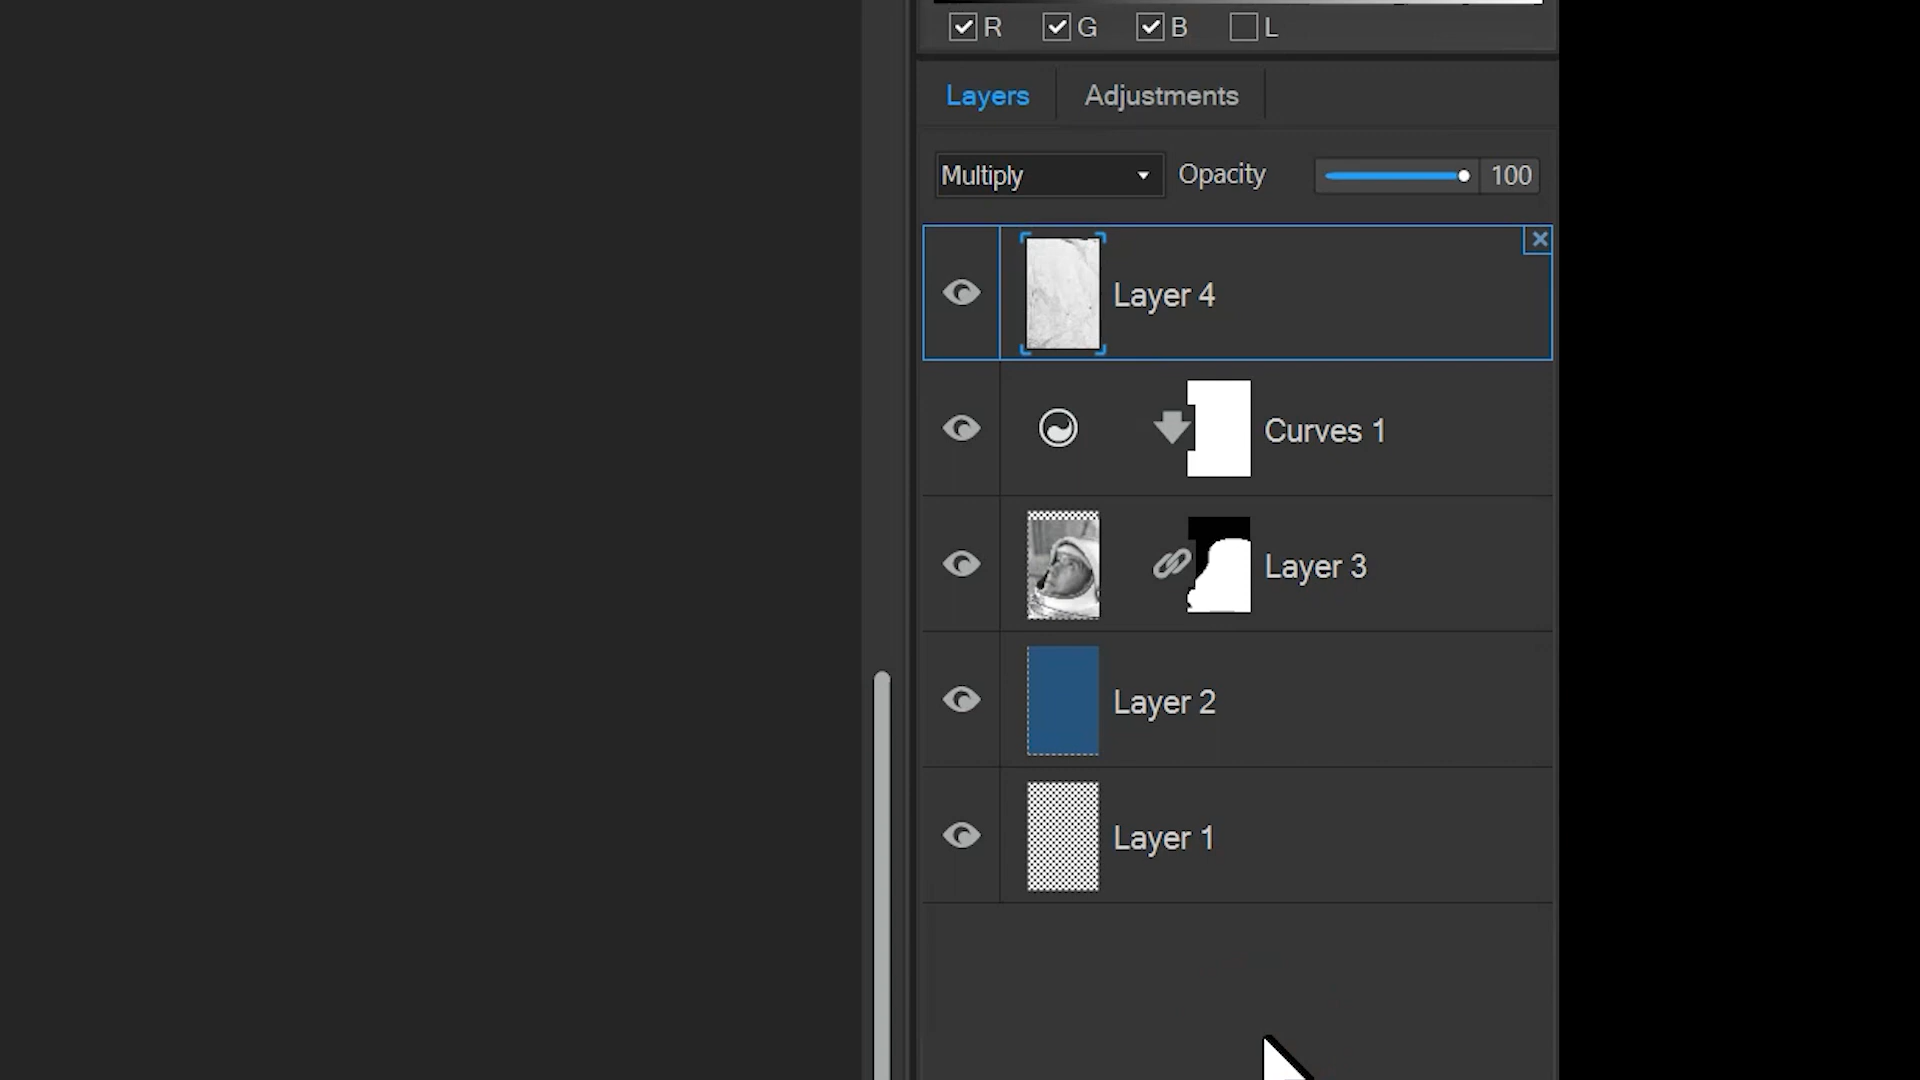 R G B L
Layers Adjustments
Multiply Opacity 100
Layer 4
Curves 1
Layer 3
Layer 2
Layer 1